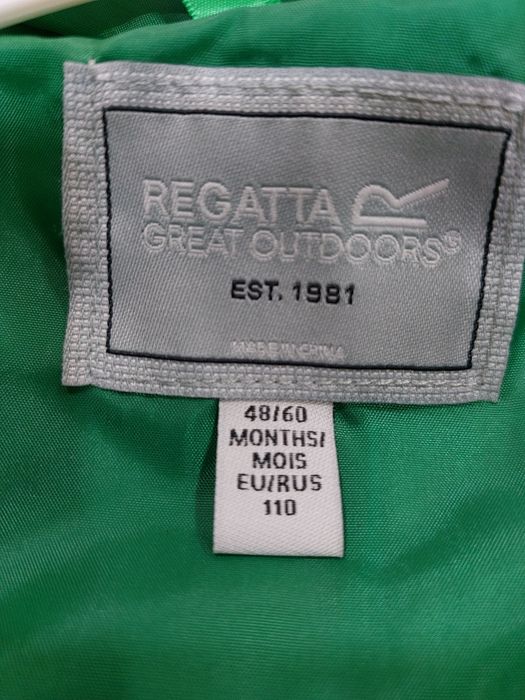 REGATTA
GREAT OUTDOORS®
EST. 1981
MADE IN CHINA
48/60
MONTHS/
MOIS
EU/RUS
110